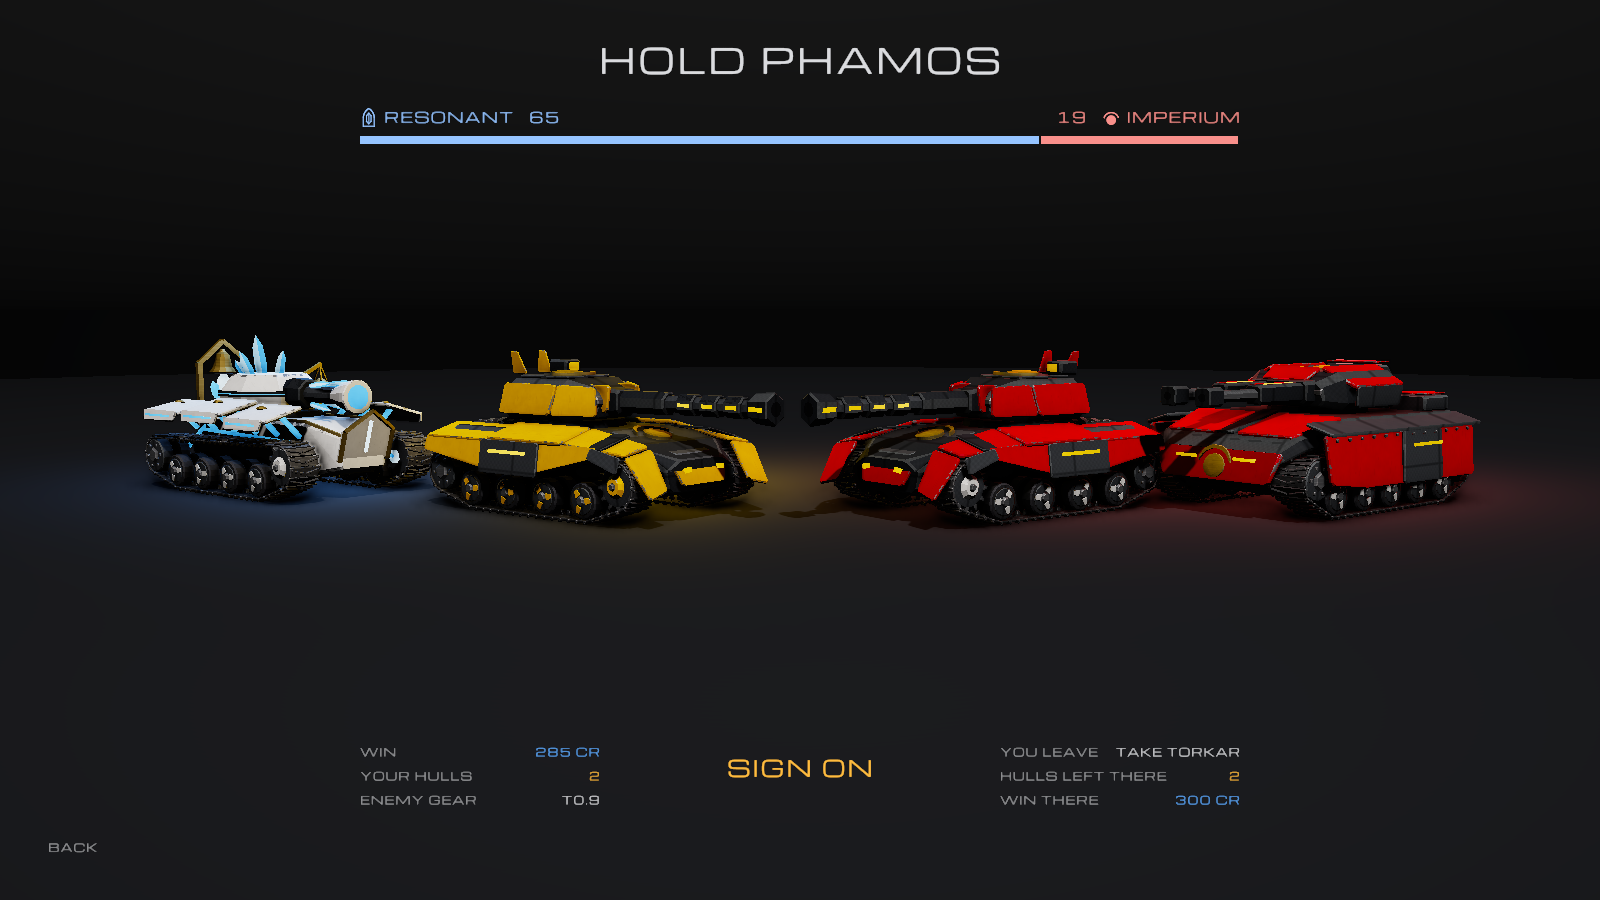 HOLD PHAMOS
RESONANT 65
19 IMPERIUM
WIN 285 CR
YOUR HULLS 2
ENEMY GEAR T0.9
SIGN ON
YOU LEAVE TAKE TORKAR
HULLS LEFT THERE 2
WIN THERE 300 CR
BACK